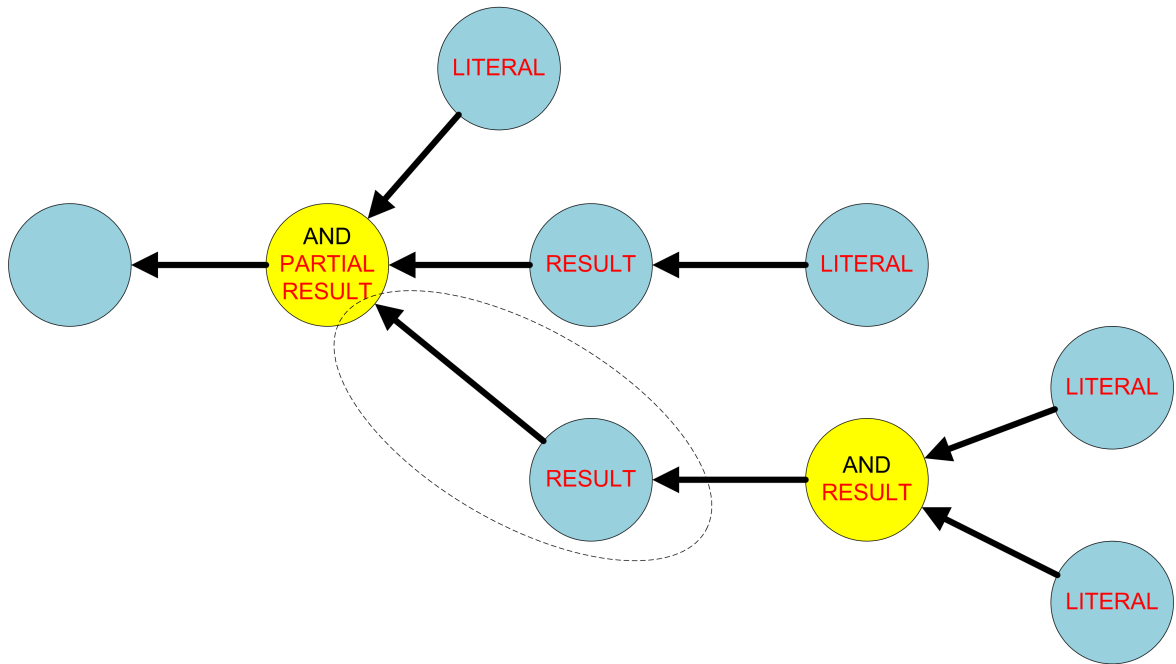 LITERAL
AND
PARTIAL
RESULT
RESULT
LITERAL
LITERAL
RESULT
AND
RESULT
LITERAL